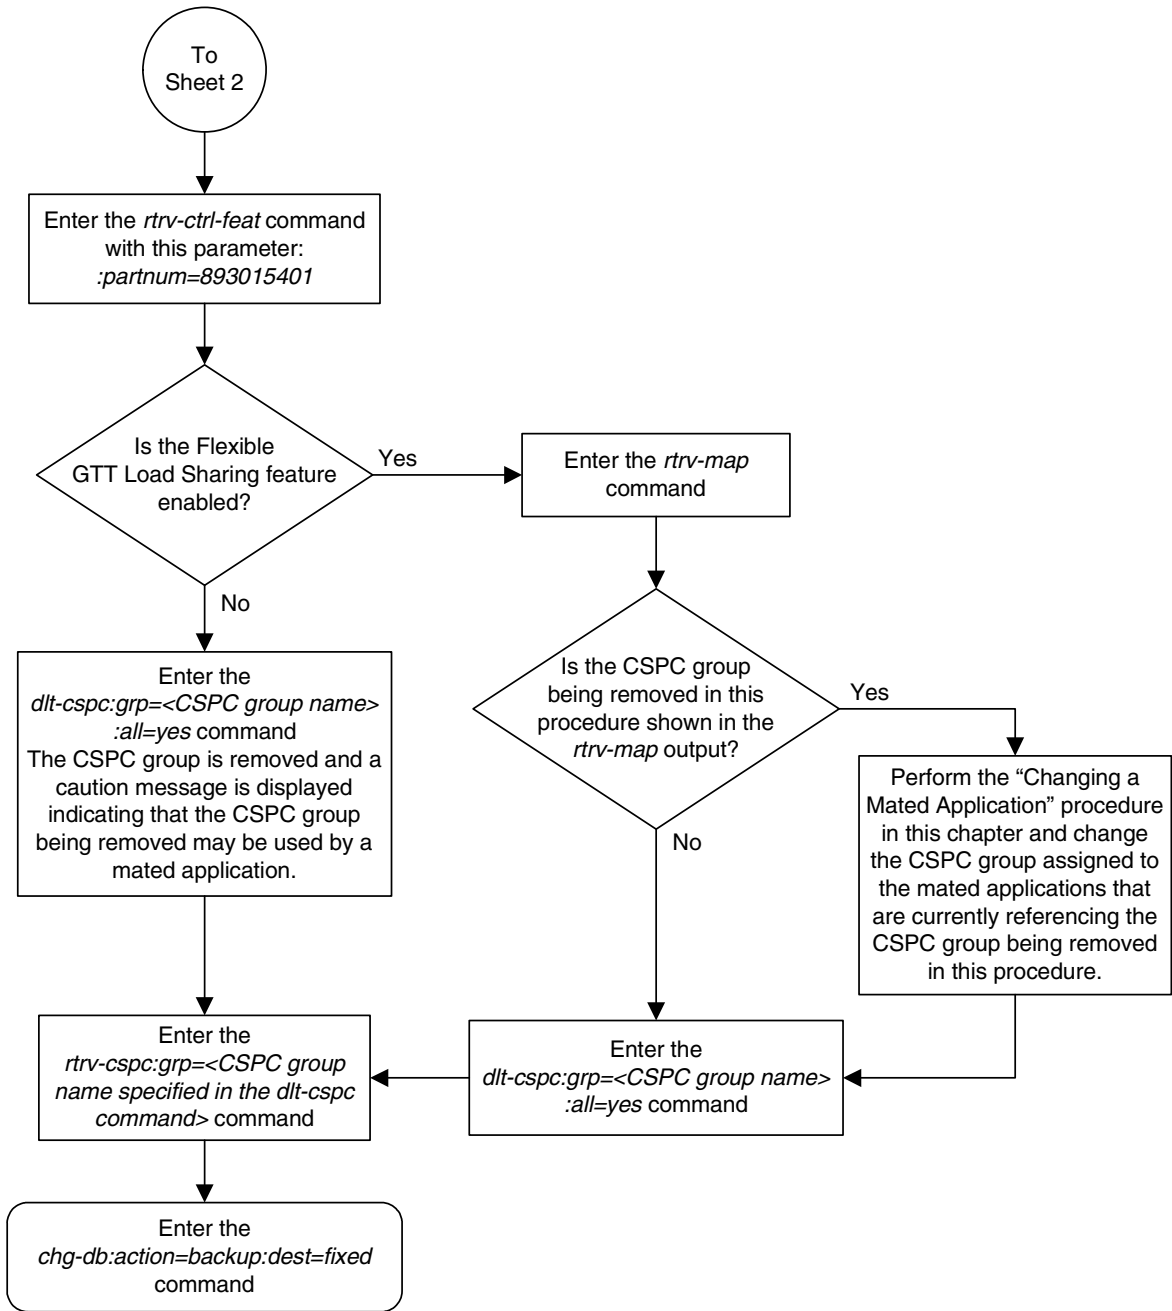 To
Sheet 2
Enter the rtrv-ctrl-feat command
with this parameter:
:partnum=893015401
Is the Flexible
GTT Load Sharing feature
enabled?
Yes
No
Enter the rtrv-map
command
Is the CSPC group
being removed in this
procedure shown in the
rtrv-map output?
Yes
No
Perform the “Changing a
Mated Application” procedure
in this chapter and change
the CSPC group assigned to
the mated applications that
are currently referencing the
CSPC group being removed
in this procedure.
Enter the
dlt-cspc:grp=<CSPC group name>
:all=yes command
The CSPC group is removed and a
caution message is displayed
indicating that the CSPC group
being removed may be used by a
mated application.
Enter the
dlt-cspc:grp=<CSPC group name>
:all=yes command
Enter the
rtrv-cspc:grp=<CSPC group
name specified in the dlt-cspc
command> command
Enter the
chg-db:action=backup:dest=fixed
command